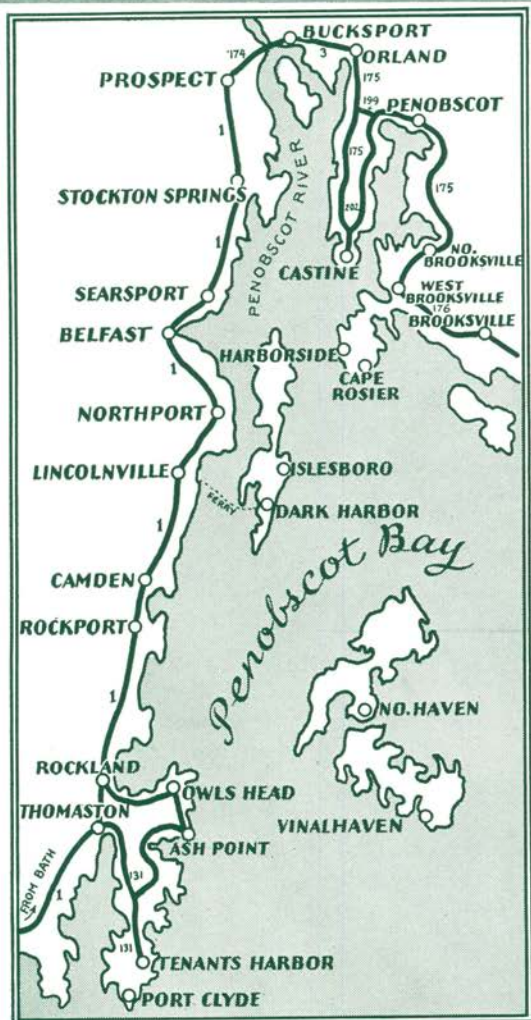 BUCKSPORT
174
3
ORLAND
PROSPECT
175
199
PENOBSCOT
1
175
175
PENOBSCOT RIVER
STOCKTON SPRINGS
202
NO.
BROOKSVILLE
CASTINE
1
WEST
BROOKSVILLE
SEARSPORT
176
BROOKSVILLE
BELFAST
HARBORSIDE
1
CAPE
ROSIER
NORTHPORT
LINCOLNVILLE
ISLESBORO
FERRY
DARK HARBOR
1
Penobscot Bay
CAMDEN
ROCKPORT
1
NO. HAVEN
ROCKLAND
OWLS HEAD
THOMASTON
VINALHAVEN
ASH POINT
FROM BATH
1
131
131
TENANTS HARBOR
PORT CLYDE